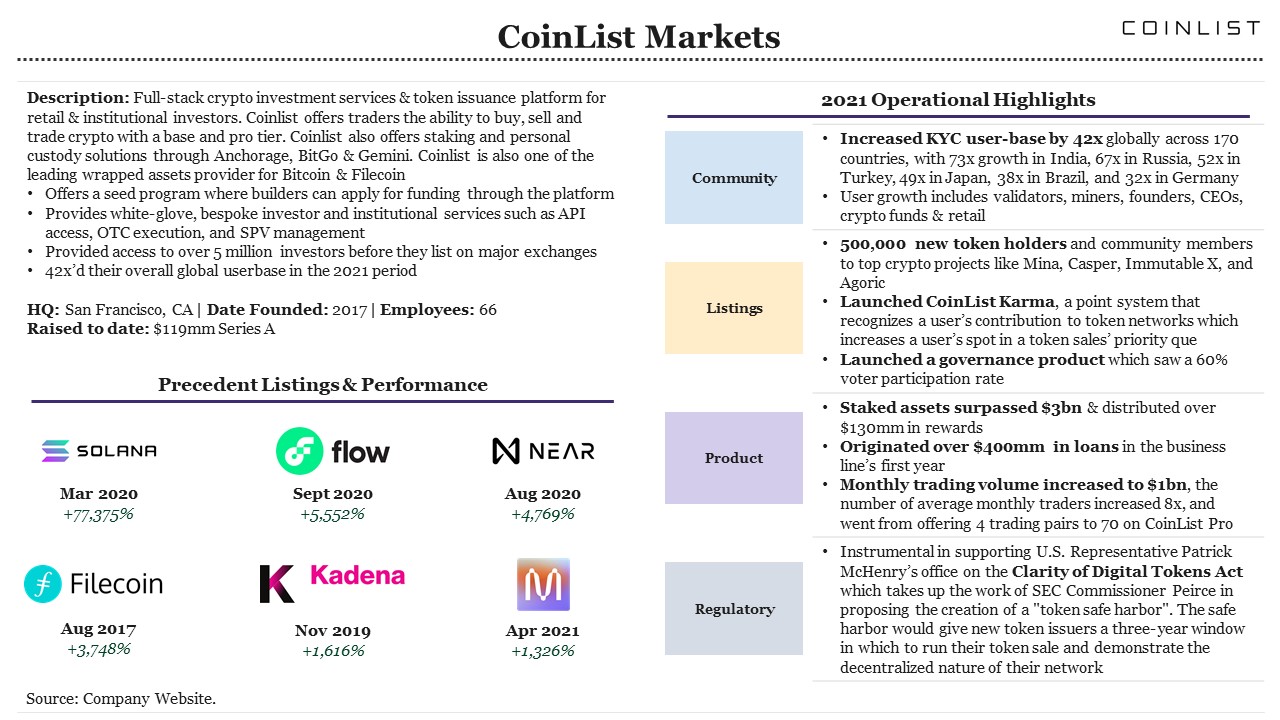 CoinList Markets
COINLIST
Description: Full-stack crypto investment services & token issuance platform for
retail & institutional investors. Coinlist offers traders the ability to buy, sell and
trade crypto with a base and pro tier. Coinlist also offers staking and personal
custody solutions through Anchorage, BitGo & Gemini. Coinlist is also one of the
leading wrapped assets provider for Bitcoin & Filecoin
• Offers a seed program where builders can apply for funding through the platform
• Provides white-glove, bespoke investor and institutional services such as API
access, OTC execution, and SPV management
• Provided access to over 5 million investors before they list on major exchanges
• 42x'd their overall global userbase in the 2021 period
HQ: San Francisco, CA | Date Founded: 2017 | Employees: 66
Raised to date: $119mm Series A
Precedent Listings & Performance
SOLANA
Mar 2020
+77,375%
flow
Sept 2020
+5,552%
NEAR
Aug 2020
+4,769%
Filecoin
Aug 2017
+3,748%
Kadena
Nov 2019
+1,616%
Apr 2021
+1,326%
Source: Company Website.
2021 Operational Highlights
Community
• Increased KYC user-base by 42x globally across 170
countries, with 73x growth in India, 67x in Russia, 52x in
Turkey, 49x in Japan, 38x in Brazil, and 32x in Germany
• User growth includes validators, miners, founders, CEOs,
crypto funds & retail
Listings
• 500,000 new token holders and community members
to top crypto projects like Mina, Casper, Immutable X, and
Agoric
• Launched CoinList Karma, a point system that
recognizes a user's contribution to token networks which
increases a user's spot in a token sales' priority que
• Launched a governance product which saw a 60%
voter participation rate
Product
• Staked assets surpassed $3bn & distributed over
$130mm in rewards
• Originated over $400mm in loans in the business
line's first year
• Monthly trading volume increased to $1bn, the
number of average monthly traders increased 8x, and
went from offering 4 trading pairs to 70 on CoinList Pro
Regulatory
• Instrumental in supporting U.S. Representative Patrick
McHenry's office on the Clarity of Digital Tokens Act
which takes up the work of SEC Commissioner Peirce in
proposing the creation of a "token safe harbor". The safe
harbor would give new token issuers a three-year window
in which to run their token sale and demonstrate the
decentralized nature of their network